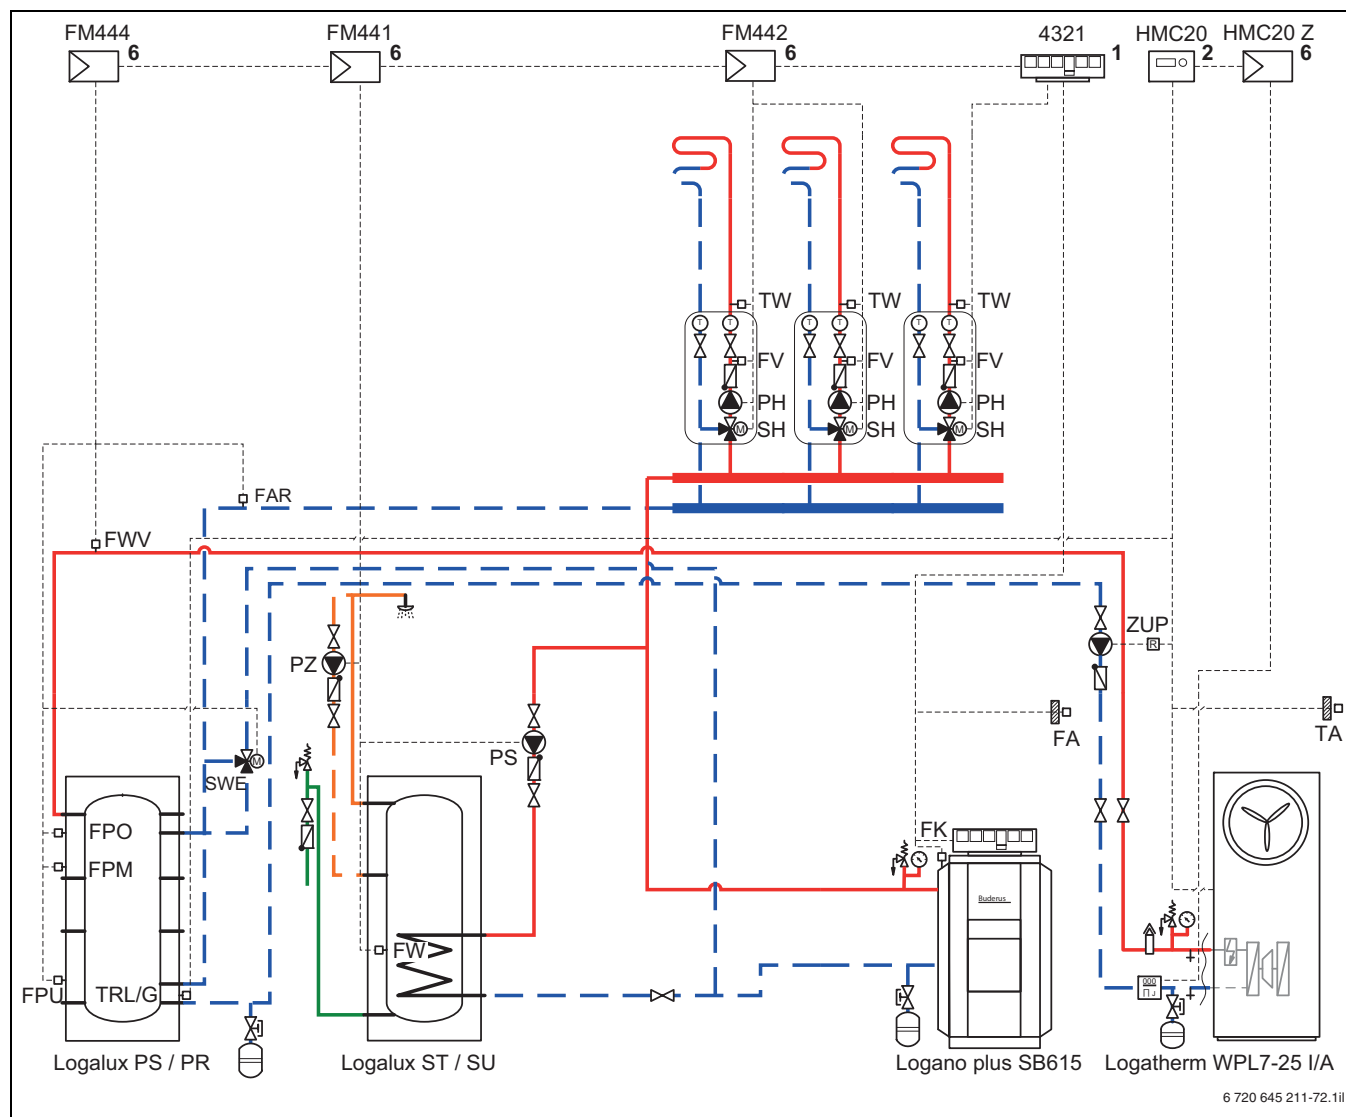 FM444 FM441 FM442 4321 HMC20 HMC20 Z
6 6 6 1 2 6
TW TW TW
T T T T T T
FV FV FV
PH PH PH
SH SH SH
M M M
FAR
FWV
ZUP
R
PZ
FA TA
PS
M
SWE
FPO FK
FPM
Buderus
FW
FPU TRL/G
000
Logalux PS / PR Logalux ST / SU Logano plus SB615 Logatherm WPL7-25 I/A
6 720 645 211-72.1il